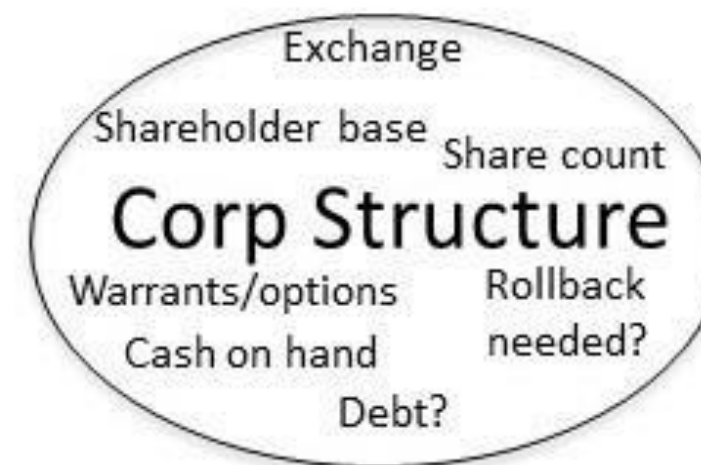 Exchange
Shareholder base
Share count
Corp Structure
Warrants/options
Rollback
needed?
Cash on hand
Debt?